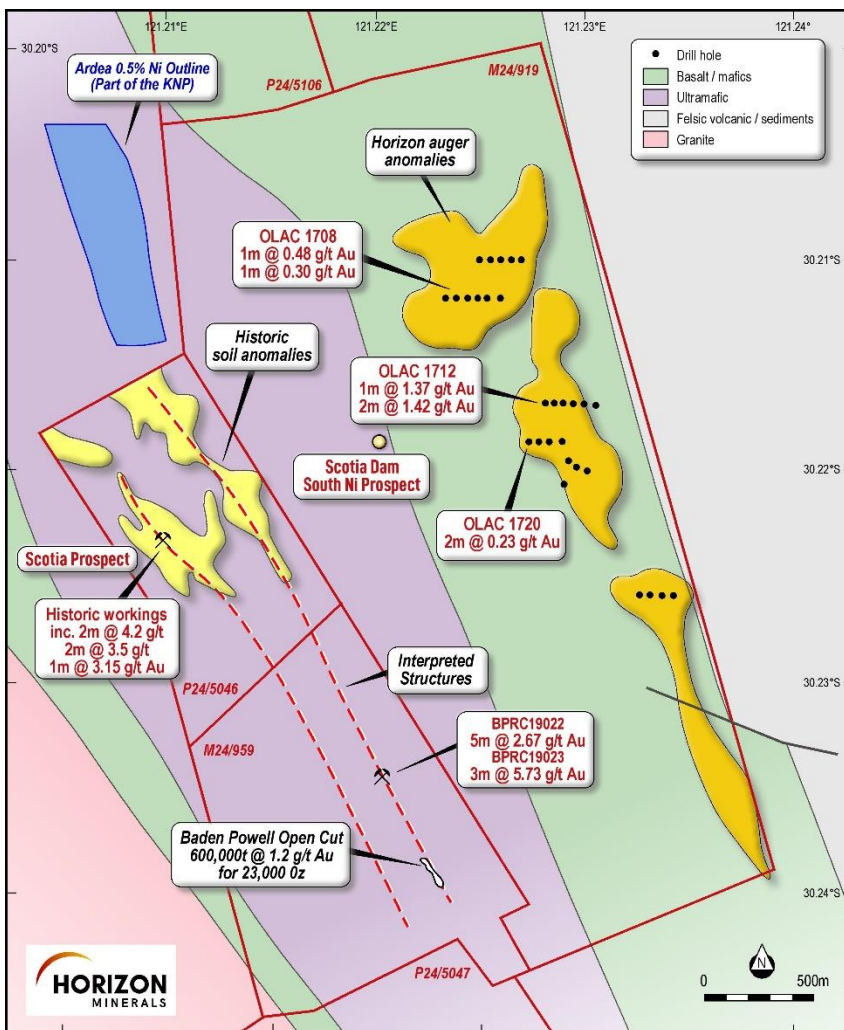 121.21°E
121.22°E
121.23°E
121.24°E
30.20°S
30.21°S
30.22°S
30.23°S
30.24°S
Ardea 0.5% Ni Outline
(Part of the KNP)
P24/5106
M24/919
Drill hole
Basalt / mafics
Ultramafic
Felsic volcanic / sediments
Granite
Horizon auger
anomalies
OLAC 1708
1m @ 0.48 g/t Au
1m @ 0.30 g/t Au
Historic
soil anomalies
OLAC 1712
1m @ 1.37 g/t Au
2m @ 1.42 g/t Au
Scotia Dam
South Ni Prospect
OLAC 1720
2m @ 0.23 g/t Au
Scotia Prospect
Historic workings
inc. 2m @ 4.2 g/t
2m @ 3.5 g/t
1m @ 3.15 g/t Au
Interpreted
Structures
P24/5046
M24/959
BPRC19022
5m @ 2.67 g/t Au
BPRC19023
3m @ 5.73 g/t Au
Baden Powell Open Cut
600,000t @ 1.2 g/t Au
for 23,000 0z
P24/5047
HORIZON
MINERALS
N
0 500m